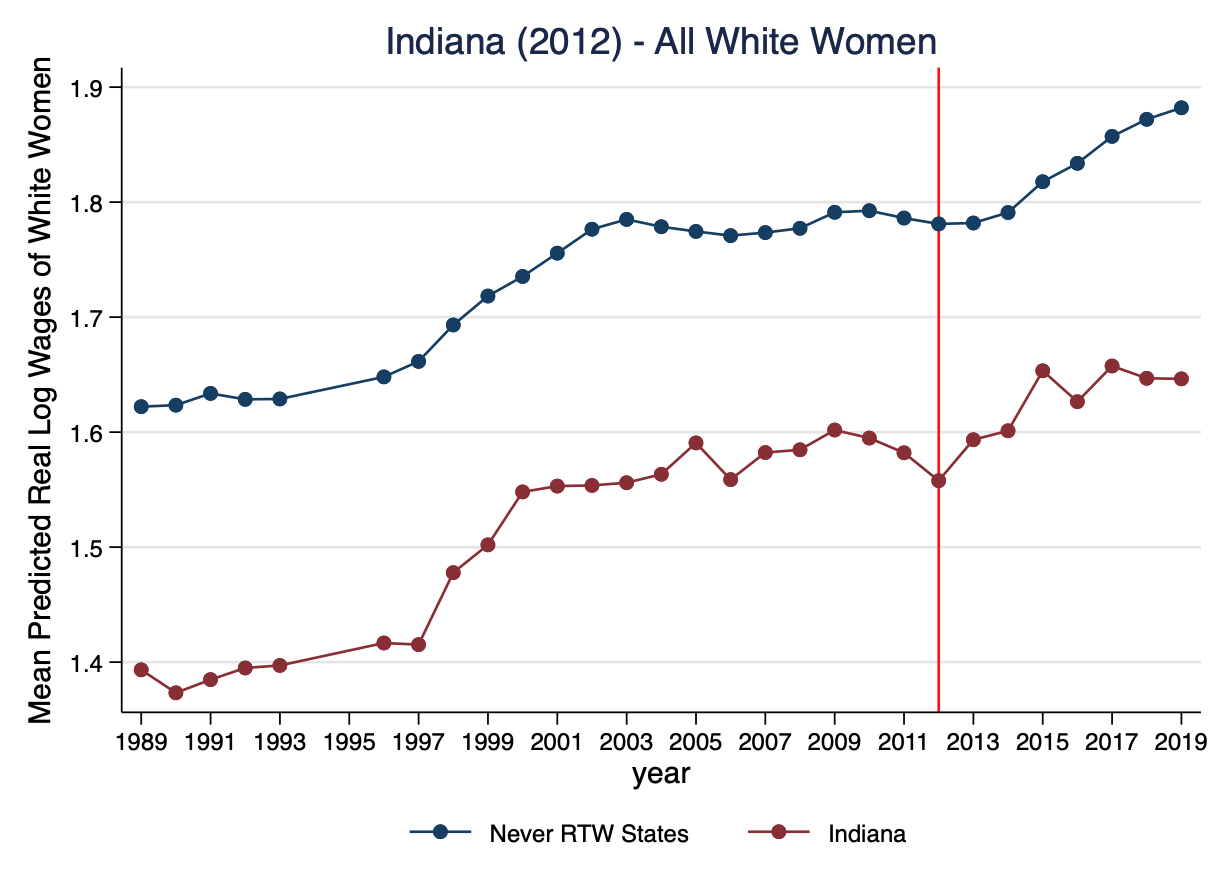 Indiana (2012) - All White Women
Mean Predicted Real Log Wages of White Women
1.9
1.8
1.7
1.6
1.5
1.4
1989 1991 1993 1995 1997 1999 2001 2003 2005 2007 2009 2011 2013 2015 2017 2019
year
Never RTW States Indiana